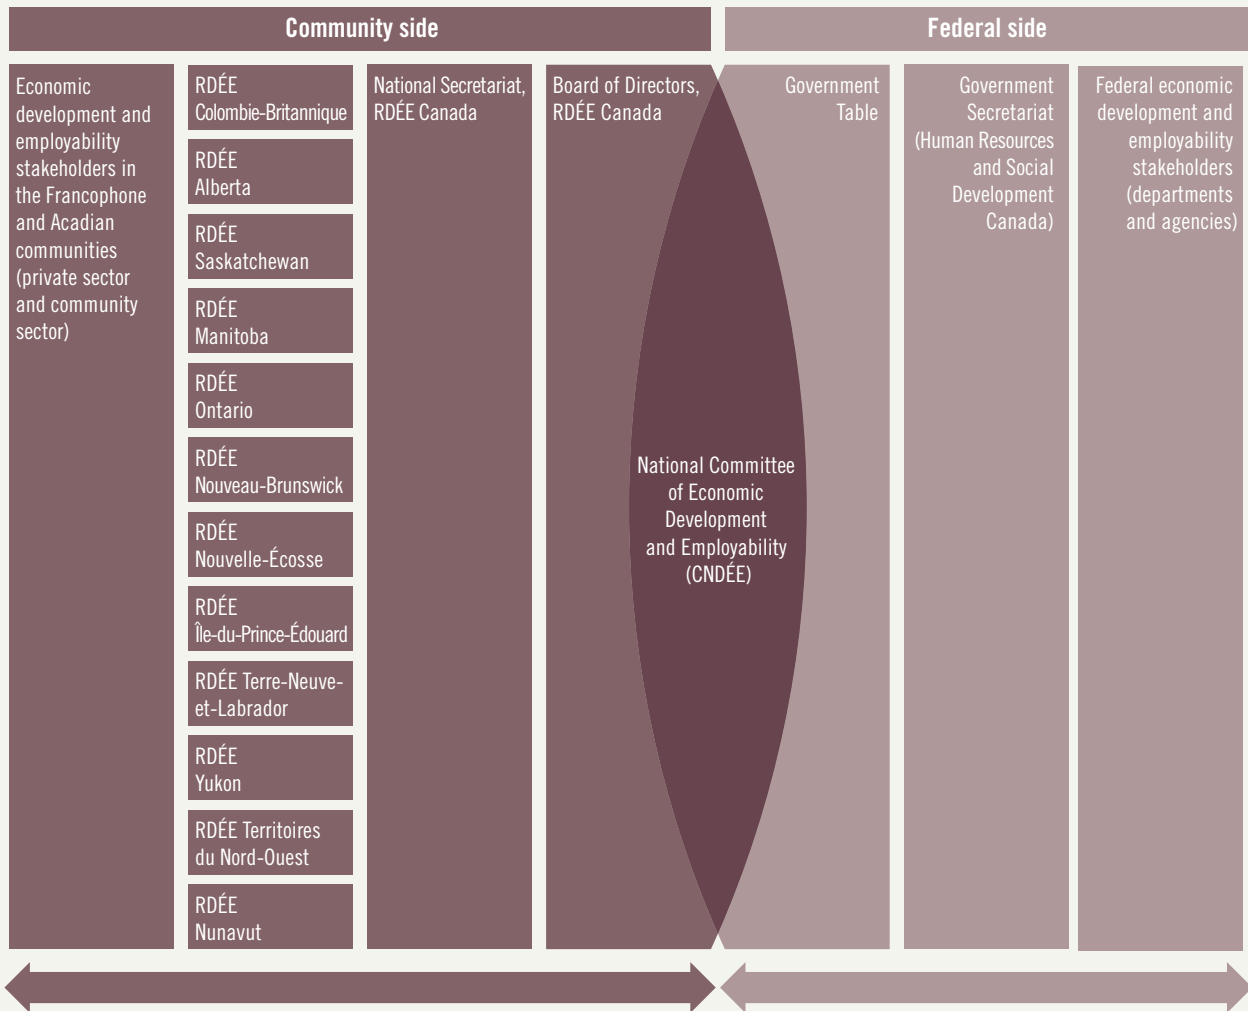 Community side
Federal side
Economic
development and
employability
stakeholders in
the Francophone
and Acadian
communities
(private sector
and community
sector)
RDÉE
Colombie-Britannique
RDÉE
Alberta
RDÉE
Saskatchewan
RDÉE
Manitoba
RDÉE
Ontario
RDÉE
Nouveau-Brunswick
RDÉE
Nouvelle-Écosse
RDÉE
Île-du-Prince-Édouard
RDÉE Terre-Neuve-
et-Labrador
RDÉE
Yukon
RDÉE Territoires
du Nord-Ouest
RDÉE
Nunavut
National Secretariat,
RDÉE Canada
Board of Directors,
RDÉE Canada
National Committee
of Economic
Development
and Employability
(CNDÉE)
Government
Table
Government
Secretariat
(Human Resources
and Social
Development
Canada)
Federal economic
development and
employability
stakeholders
(departments
and agencies)